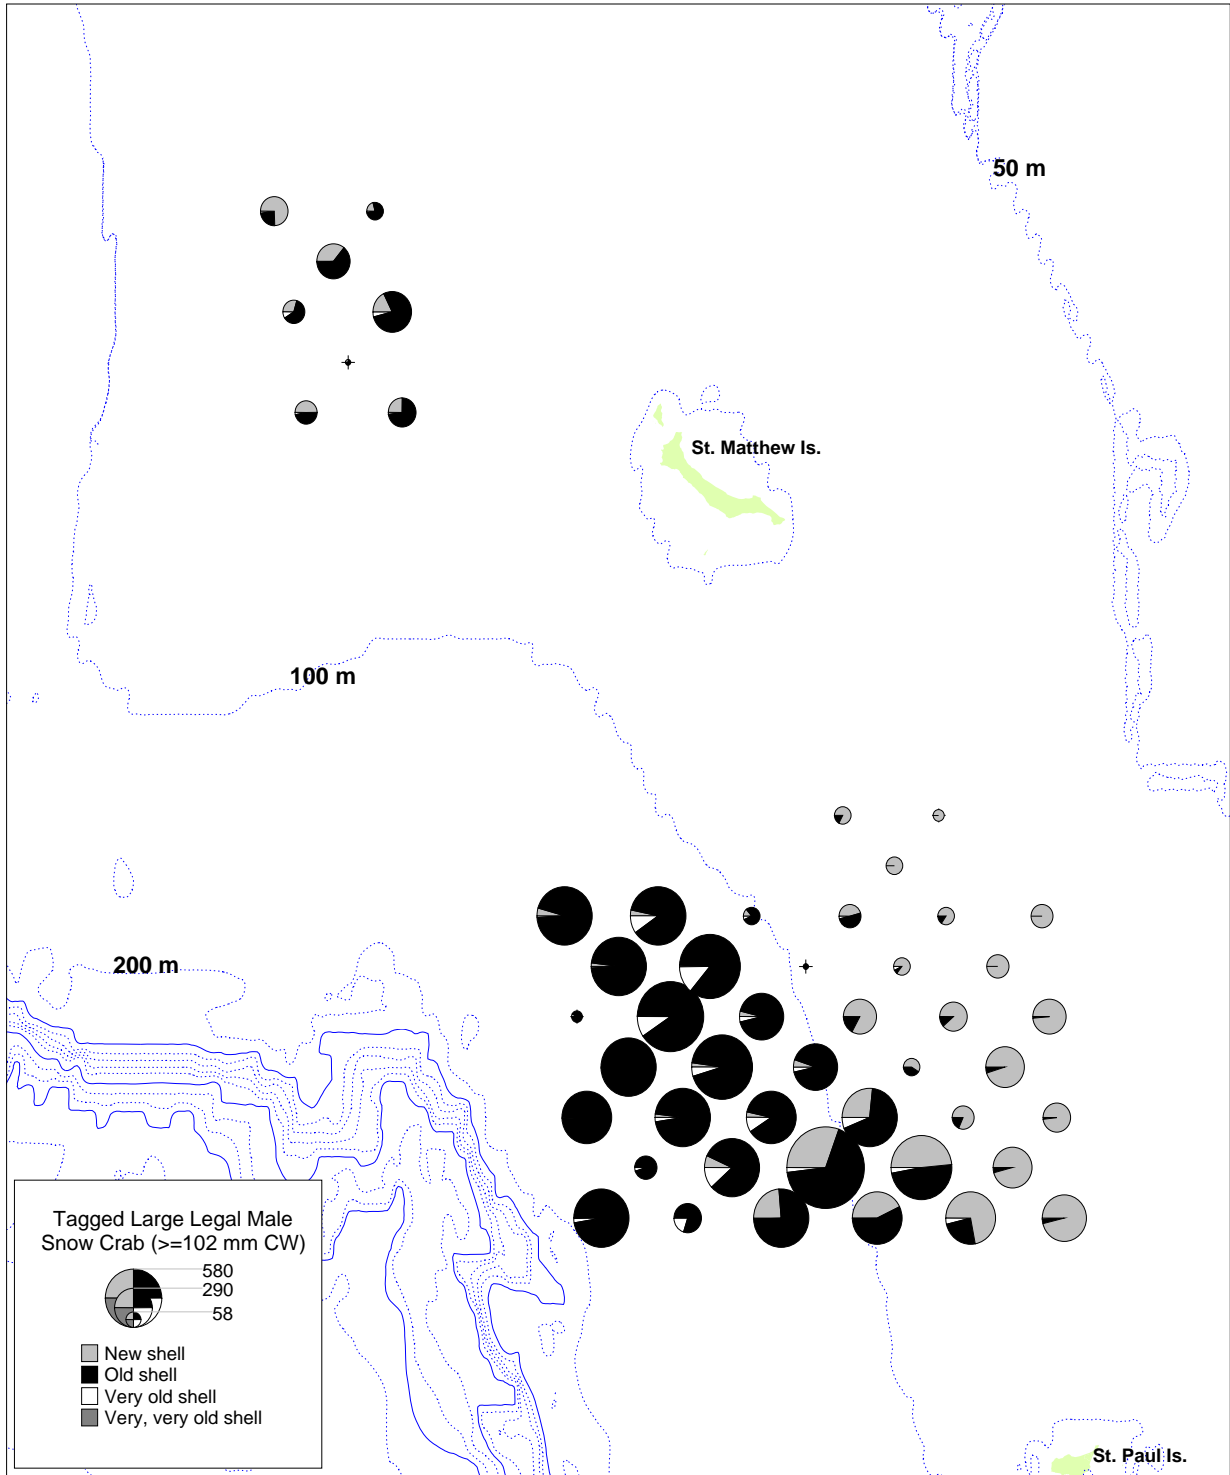 50 m
St. Matthew Is.
100 m
200 m
Tagged Large Legal Male
Snow Crab (>=102 mm CW)
580
290
58
New shell
Old shell
Very old shell
Very, very old shell
St. Paul Is.